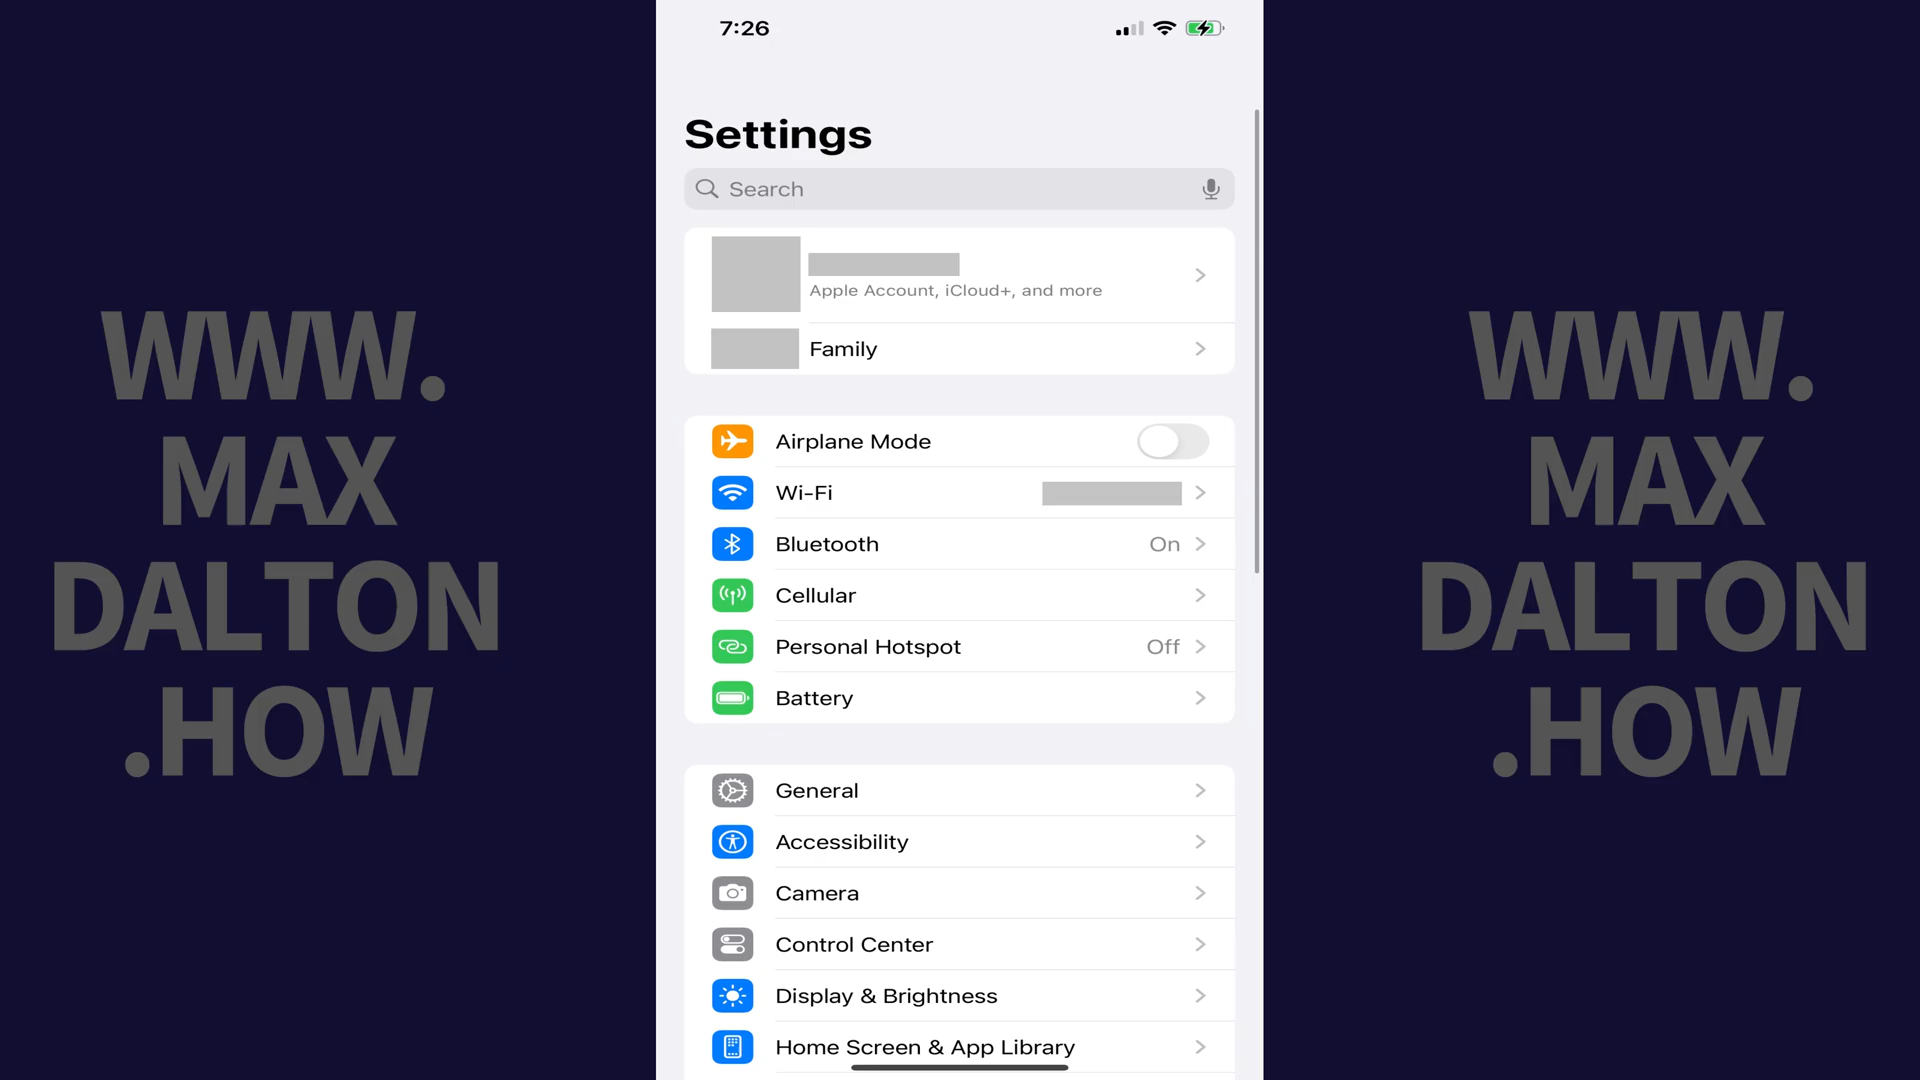 7:26
Settings
Search
Apple Account, iCloud+, and more
Family
Airplane Mode
Wi-Fi
Bluetooth On
Cellular
Personal Hotspot Off
Battery
General
Accessibility
Camera
Control Center
Display & Brightness
Home Screen & App Library
WWW.
MAX
DALTON
.HOW
WWW.
MAX
DALTON
.HOW